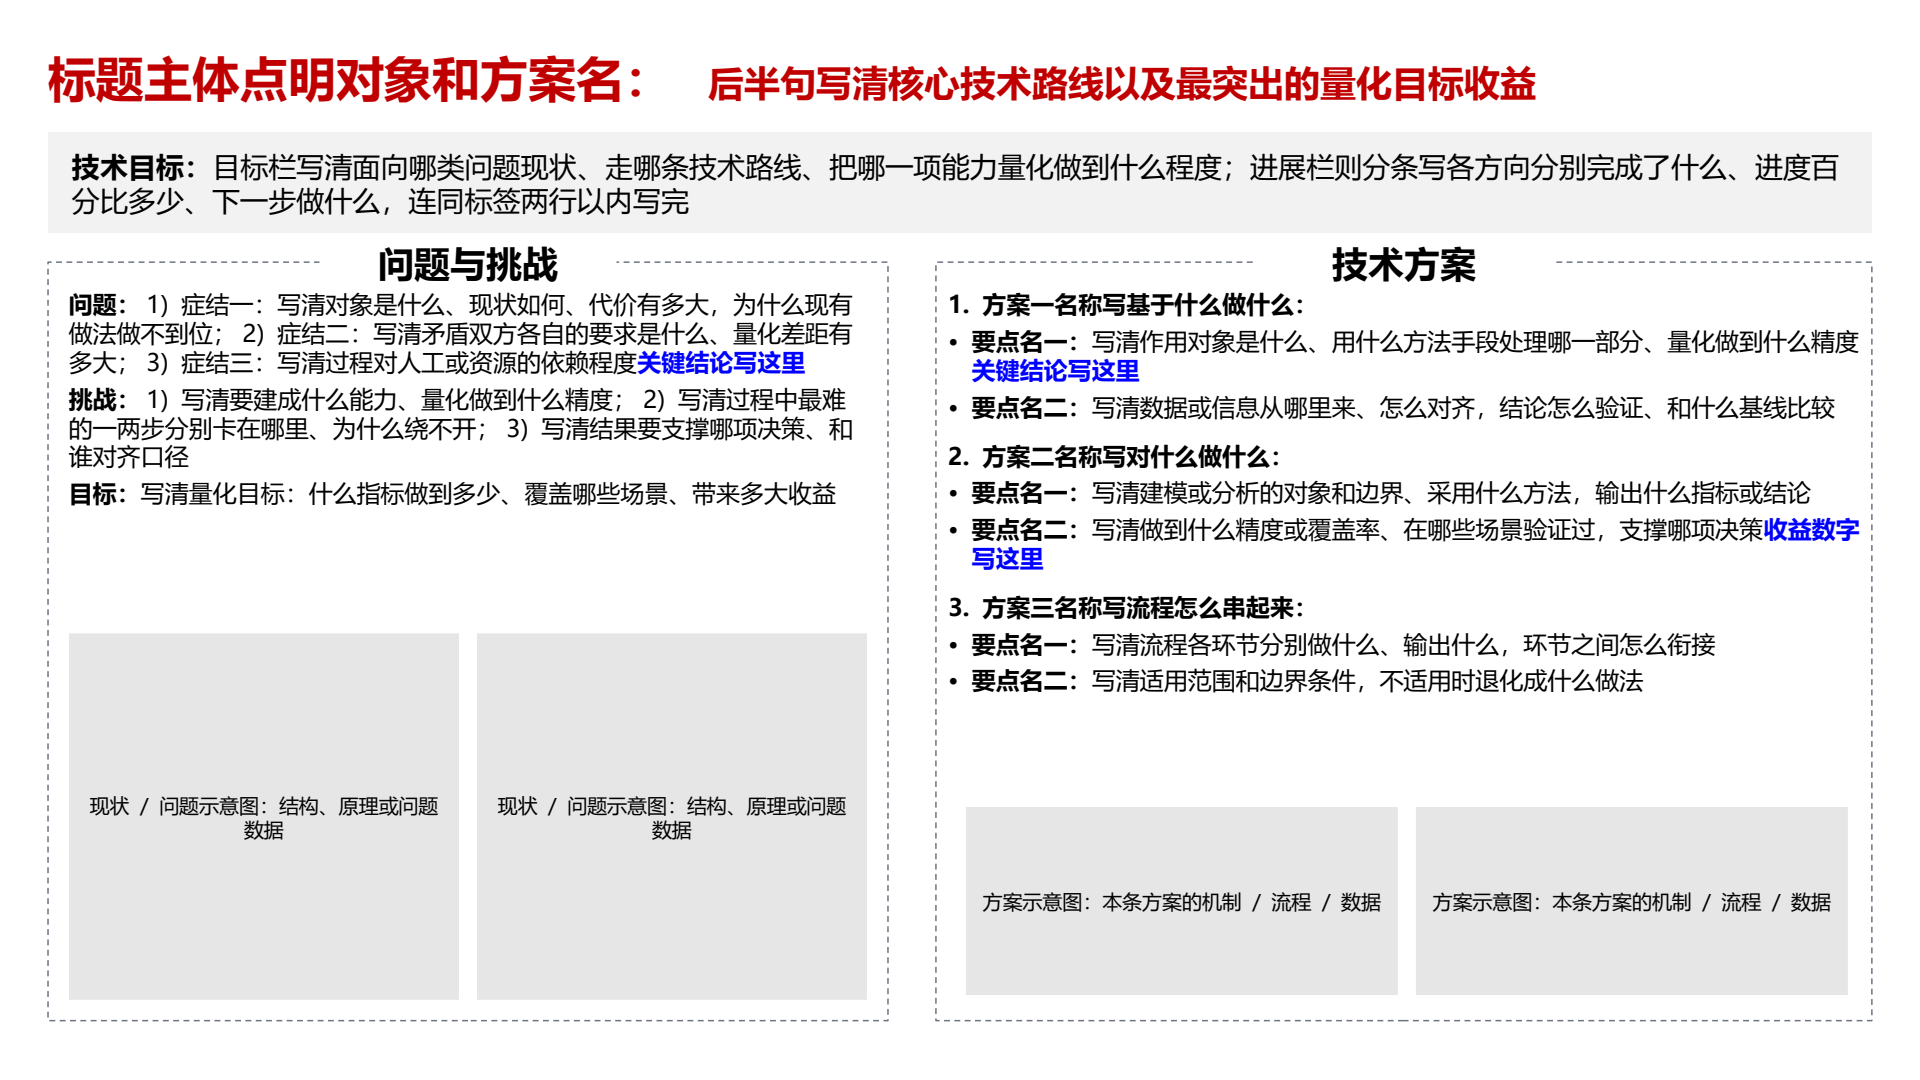 标题主体点明对象和方案名： 后半句写清核心技术路线以及最突出的量化目标收益
技术目标：目标栏写清面向哪类问题现状、走哪条技术路线、把哪一项能力量化做到什么程度；进展栏则分条写各方向分别完成了什么、进度百
分比多少、下一步做什么，连同标签两行以内写完
问题与挑战
问题： 1）症结一：写清对象是什么、现状如何、代价有多大，为什么现有
做法做不到位； 2）症结二：写清矛盾双方各自的要求是什么、量化差距有
多大； 3）症结三：写清过程对人工或资源的依赖程度关键结论写这里
挑战： 1）写清要建成什么能力、量化做到什么精度； 2）写清过程中最难
的一两步分别卡在哪里、为什么绕不开； 3）写清结果要支撑哪项决策、和
谁对齐口径
目标：写清量化目标：什么指标做到多少、覆盖哪些场景、带来多大收益
现状 / 问题示意图：结构、原理或问题
数据
现状 / 问题示意图：结构、原理或问题
数据
技术方案
1. 方案一名称写基于什么做什么：
• 要点名一：写清作用对象是什么、用什么方法手段处理哪一部分、量化做到什么精度
关键结论写这里
• 要点名二：写清数据或信息从哪里来、怎么对齐，结论怎么验证、和什么基线比较
2. 方案二名称写对什么做什么：
• 要点名一：写清建模或分析的对象和边界、采用什么方法，输出什么指标或结论
• 要点名二：写清做到什么精度或覆盖率、在哪些场景验证过，支撑哪项决策收益数字
写这里
3. 方案三名称写流程怎么串起来：
• 要点名一：写清流程各环节分别做什么、输出什么，环节之间怎么衔接
• 要点名二：写清适用范围和边界条件，不适用时退化成什么做法
方案示意图：本条方案的机制 / 流程 / 数据
方案示意图：本条方案的机制 / 流程 / 数据